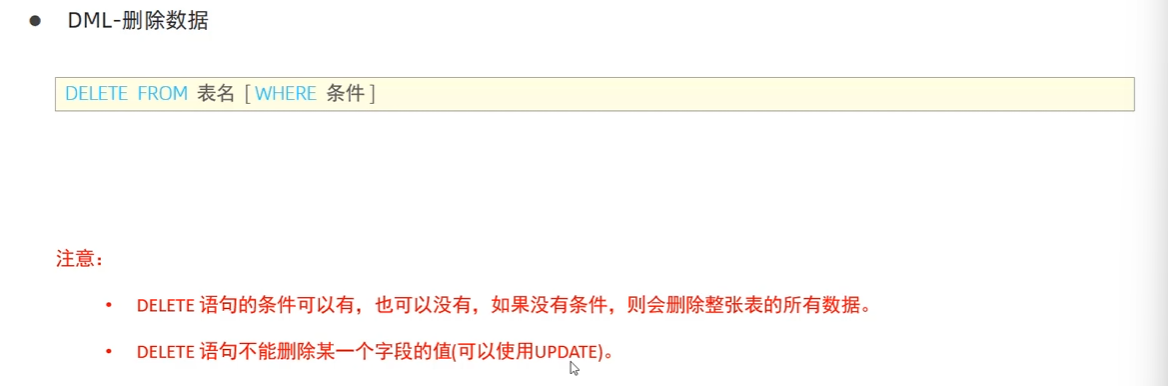 ● DML-删除数据
DELETE FROM 表名 [ WHERE 条件 ]
注意：
• DELETE 语句的条件可以有，也可以没有，如果没有条件，则会删除整张表的所有数据。
• DELETE 语句不能删除某一个字段的值(可以使用UPDATE)。